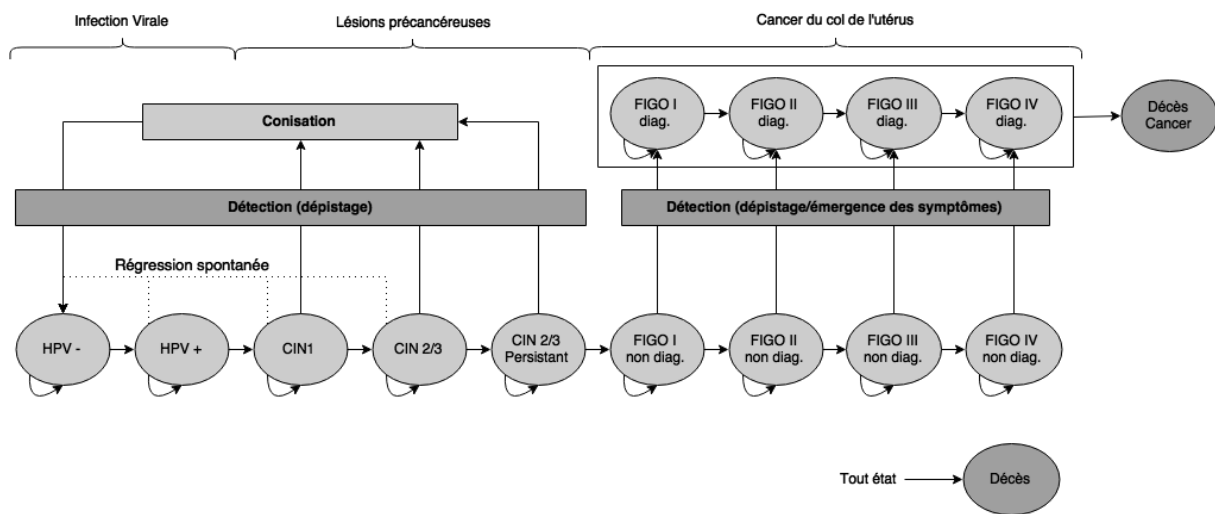 Infection Virale
Lésions précancéreuses
Cancer du col de l'utérus
FIGO I
diag.
FIGO II
diag.
FIGO III
diag.
FIGO IV
diag.
Décès
Cancer
Conisation
Détection (dépistage)
Détection (dépistage/émergence des symptômes)
Régression spontanée
HPV -
HPV +
CIN1
CIN 2/3
CIN 2/3
Persistant
FIGO I
non diag.
FIGO II
non diag.
FIGO III
non diag.
FIGO IV
non diag.
Tout état
Décès